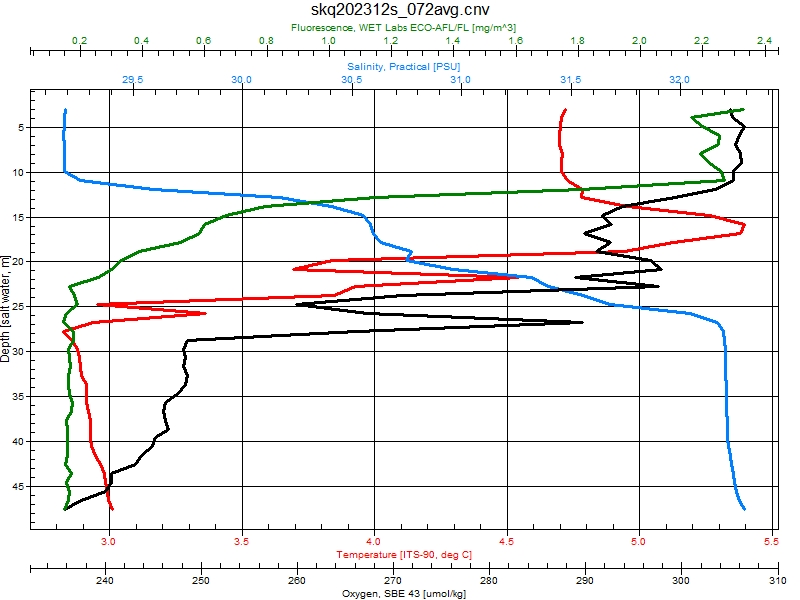 skq202312s_072avg.cnv
Fluorescence, WET Labs ECO-AFL/FL [mg/m^3]
0.2 0.4 0.6 0.8 1.0 1.2 1.4 1.6 1.8 2.0 2.2 2.4
Salinity, Practical [PSU]
29.5 30.0 30.5 31.0 31.5 32.0
Depth [salt water, m]
5
10
15
20
25
30
35
40
45
3.0 3.5 4.0 4.5 5.0 5.5
Temperature [ITS-90, deg C]
240 250 260 270 280 290 300 310
Oxygen, SBE 43 [umol/kg]